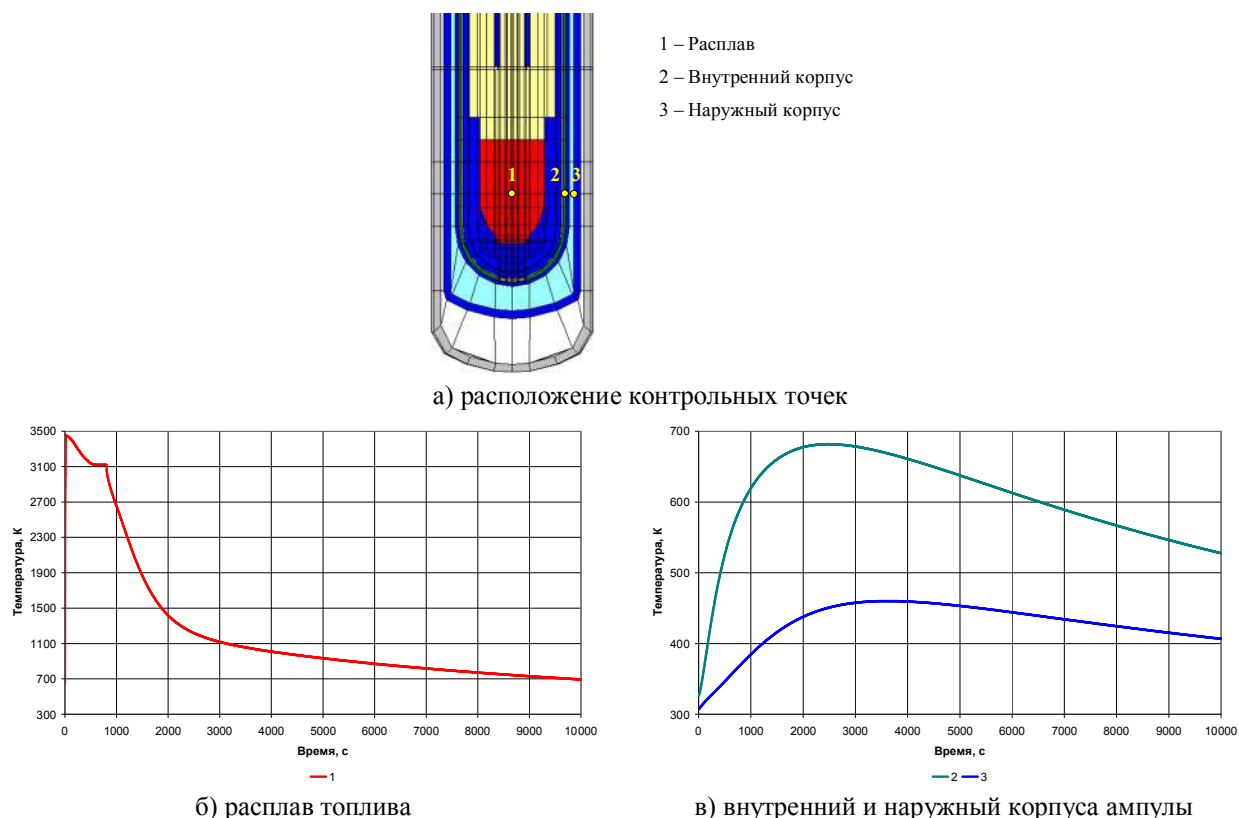 1 – Расплав
2 – Внутренний корпус
3 – Наружный корпус
1 2 3
а) расположение контрольных точек
3500
3100
2700
2300
1900
1500
1100
700
300
Температура, К
0 1000 2000 3000 4000 5000 6000 7000 8000 9000 10000
Время, с
1
б) расплав топлива
700
600
500
400
300
Температура, К
0 1000 2000 3000 4000 5000 6000 7000 8000 9000 10000
Время, с
2 3
в) внутренний и наружный корпуса ампулы